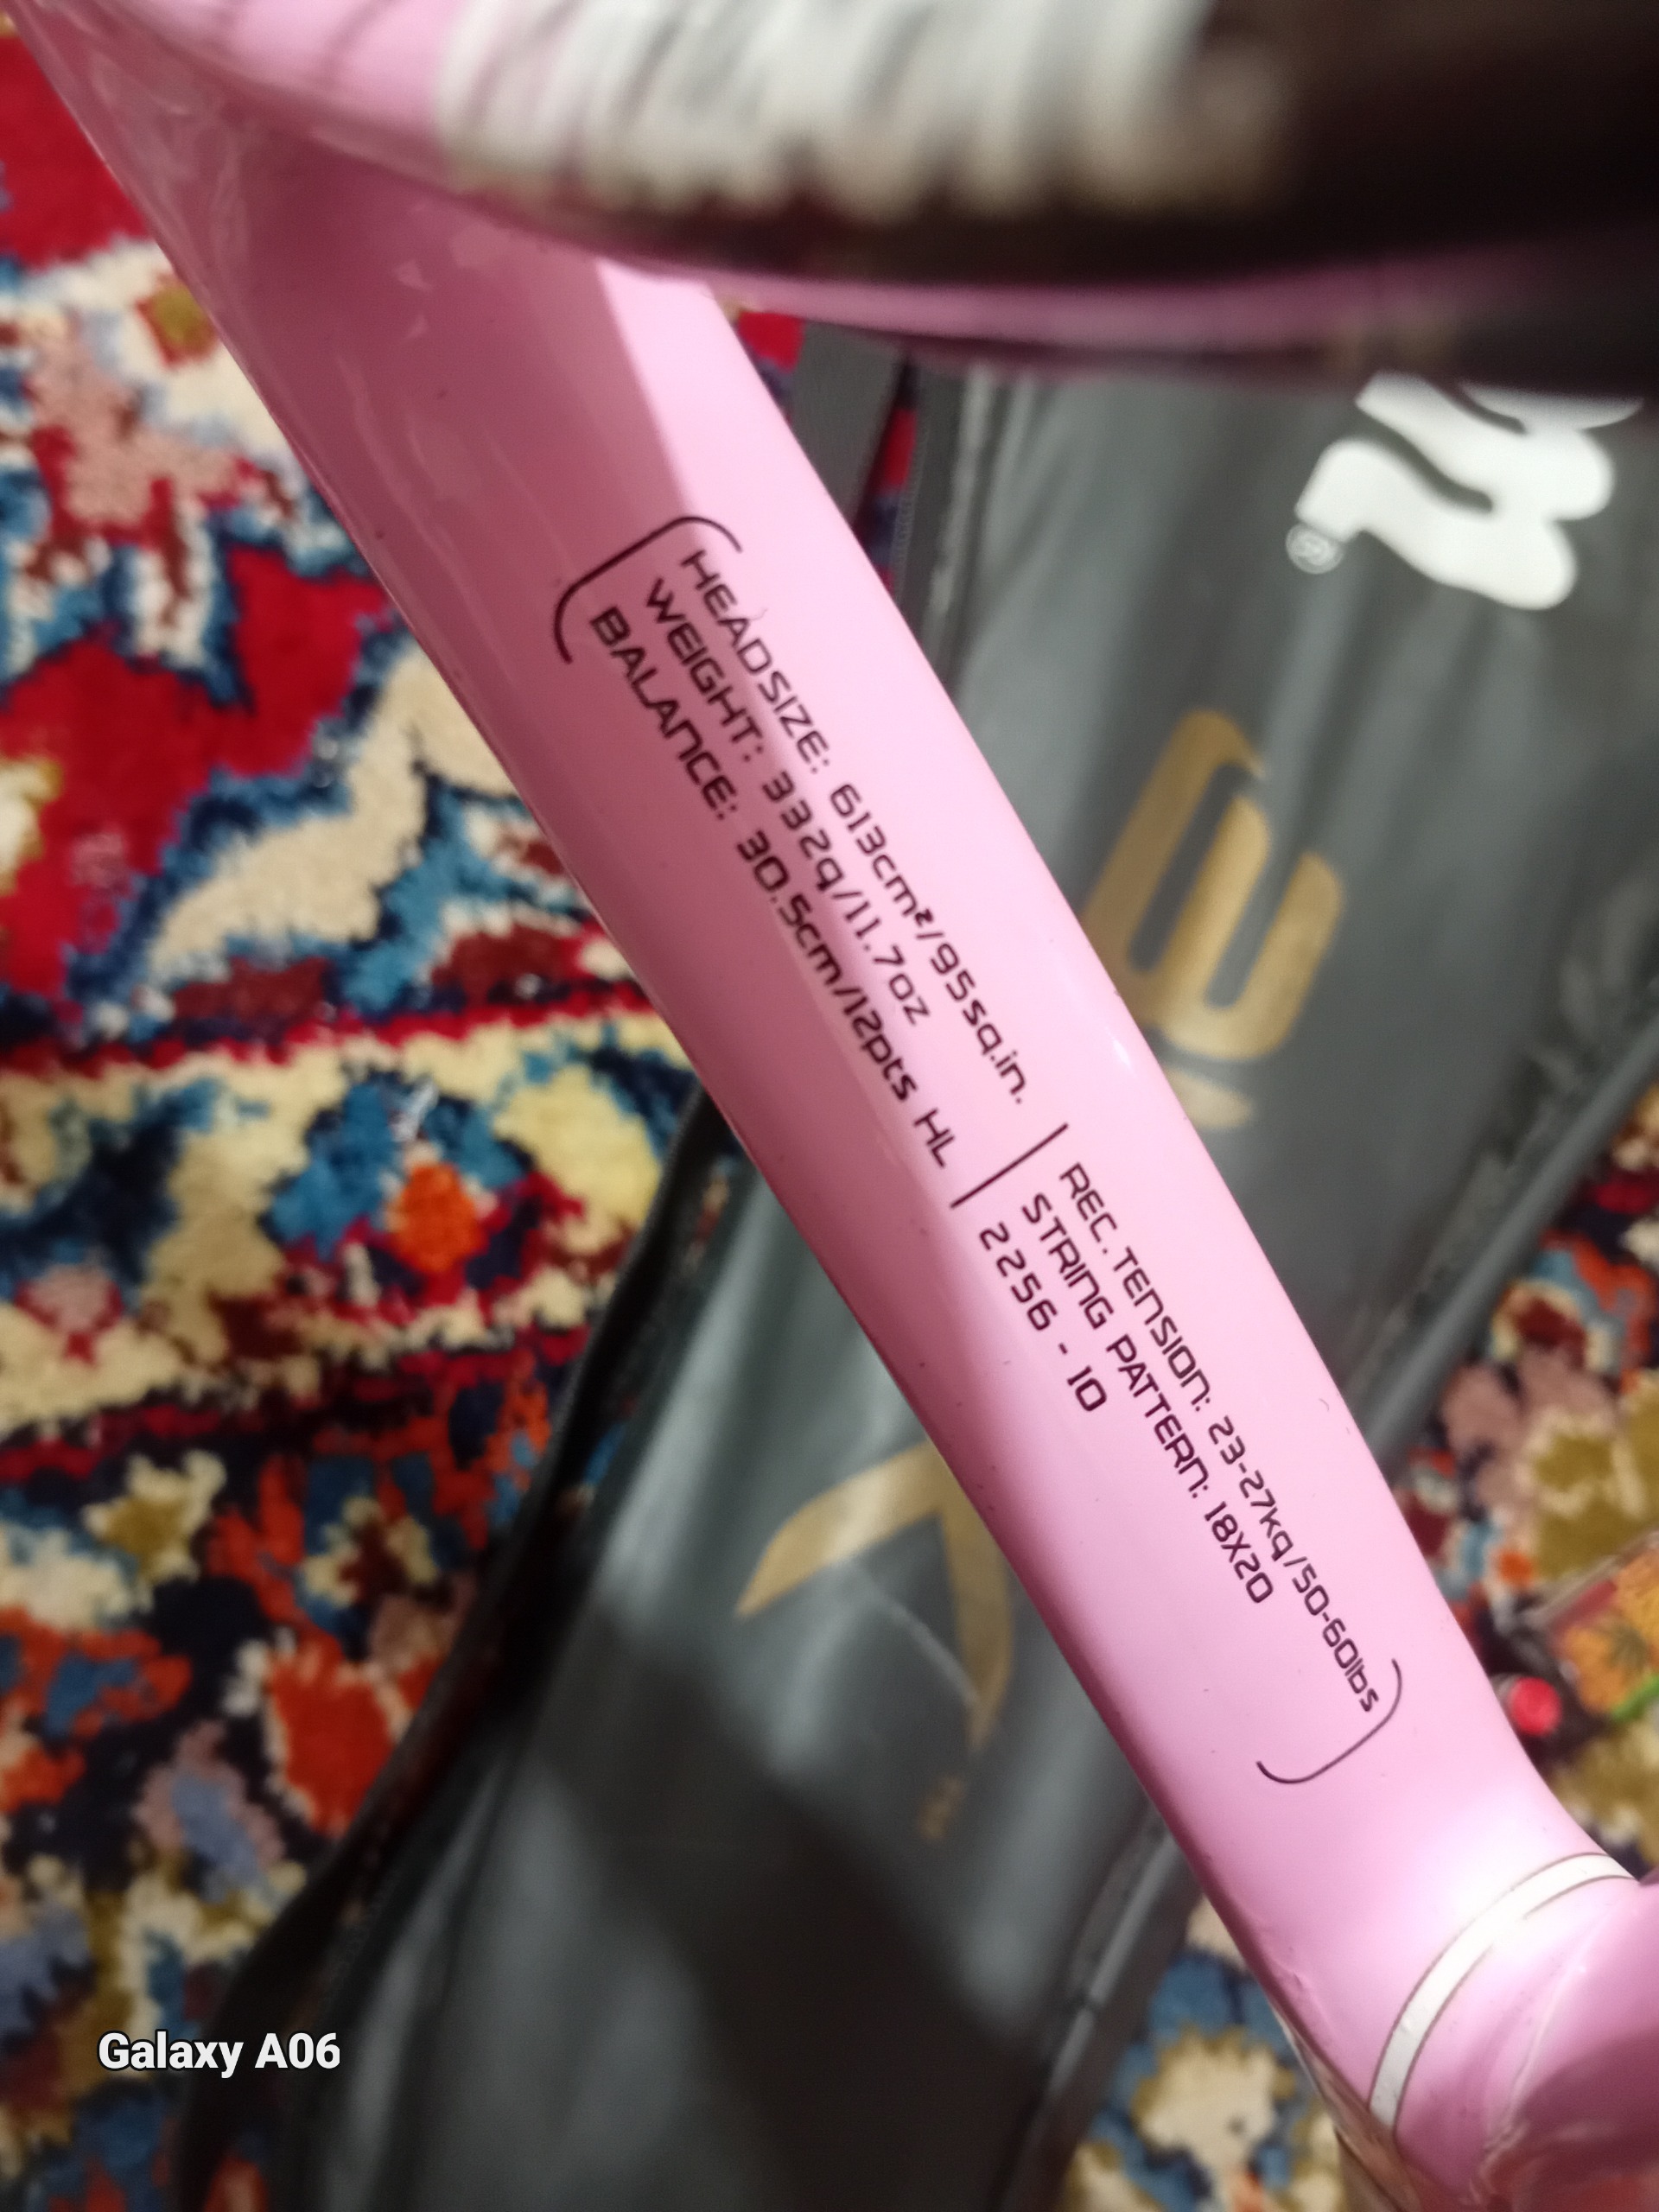 HEADSIZE: 613cm²/95sq.in.
WEIGHT: 332g/11.7oz
BALANCE: 30.5cm/12pts HL
REC. TENSION: 23-27kg/50-60lbs
STRING PATTERN: 18X20
2256 - 10
Galaxy A06